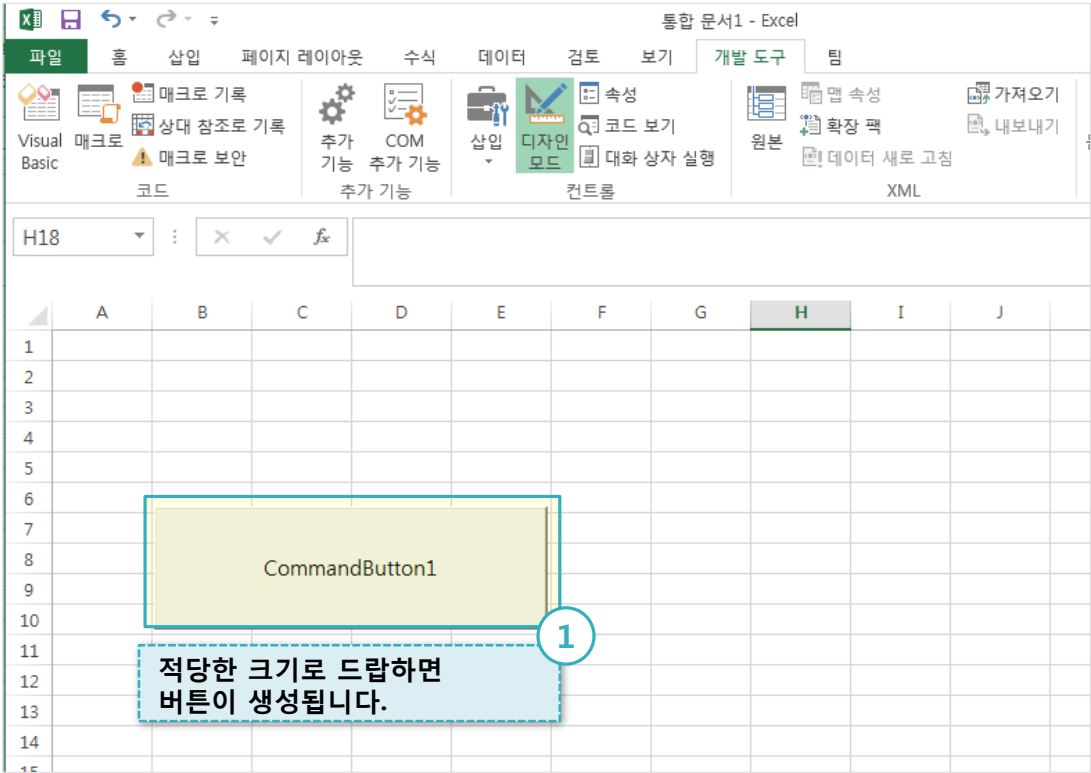 통합 문서1 - Excel
파일 홈 삽입 페이지 레이아웃 수식 데이터 검토 보기 개발 도구 팀
Visual
Basic
매크로
매크로 기록
상대 참조로 기록
매크로 보안
코드
추가
기능
COM
추가 기능
추가 기능
삽입
디자인
모드
속성
코드 보기
대화 상자 실행
컨트롤
원본
맵 속성
확장 팩
데이터 새로 고침
가져오기
내보내기
XML
H18
fx
A B C D E F G H I J
1
2
3
4
5
6
7
8
9
10
11
12
13
14
15
CommandButton1
1
적당한 크기로 드랍하면
버튼이 생성됩니다.